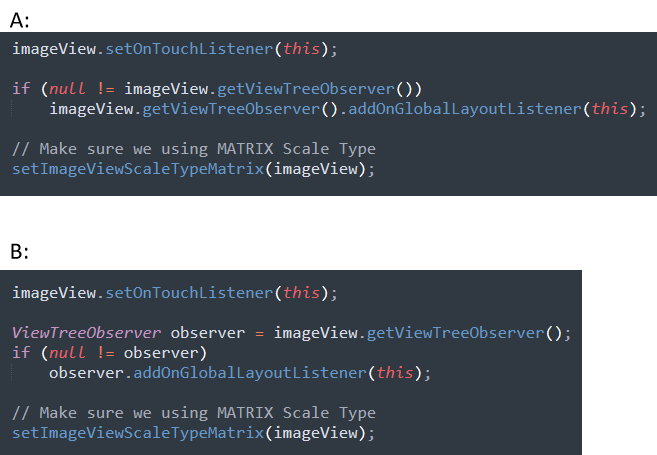 A:
imageView.setOnTouchListener(this);
if (null != imageView.getViewTreeObserver())
imageView.getViewTreeObserver().addOnGlobalLayoutListener(this);
// Make sure we using MATRIX Scale Type
setImageViewScaleTypeMatrix(imageView);
B:
imageView.setOnTouchListener(this);
ViewTreeObserver observer = imageView.getViewTreeObserver();
if (null != observer)
observer.addOnGlobalLayoutListener(this);
// Make sure we using MATRIX Scale Type
setImageViewScaleTypeMatrix(imageView);